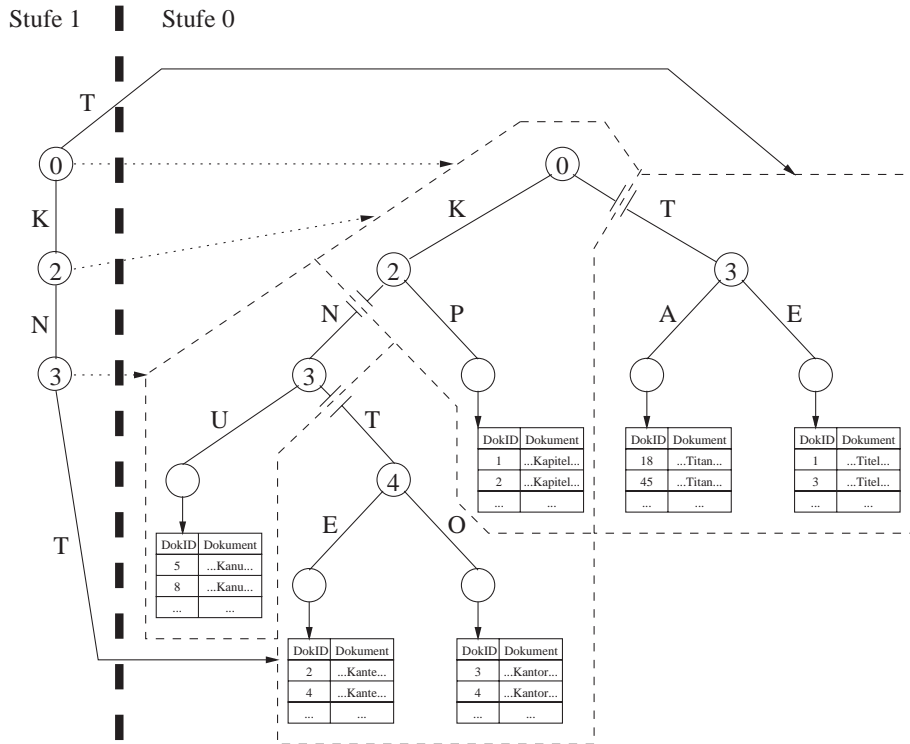 Stufe 1 Stufe 0
T
0 0
K K T
2 2 3
N N P A E
3 3
U T
DokID Dokument DokID Dokument DokID Dokument
1 ...Kapitel... 18 ...Titan... 1 ...Titel...
2 ...Kapitel... 45 ...Titan... 3 ...Titel...
... ... ... ... ... ...
4
T E O
DokID Dokument
5 ...Kanu...
8 ...Kanu...
... ...
DokID Dokument DokID Dokument
2 ...Kante... 3 ...Kantor...
4 ...Kante... 4 ...Kantor...
... ... ... ...